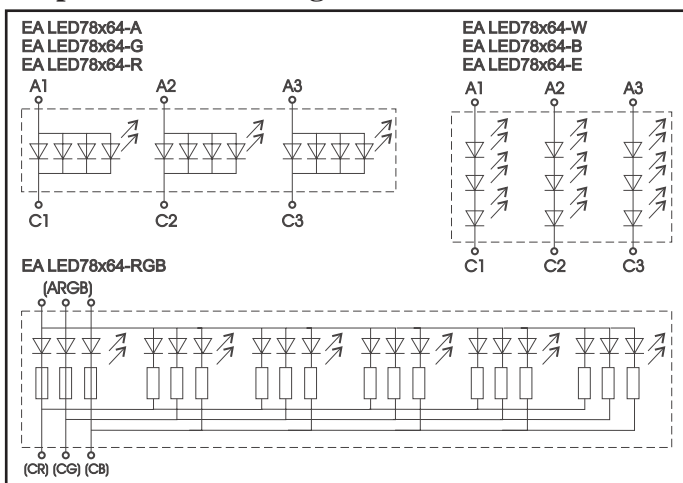 EA LED78x64-A
EA LED78x64-G
EA LED78x64-R
A1 A2 A3
C1 C2 C3
EA LED78x64-W
EA LED78x64-B
EA LED78x64-E
A1 A2 A3
C1 C2 C3
EA LED78x64-RGB
(ARGB)
(CR) (CG) (CB)